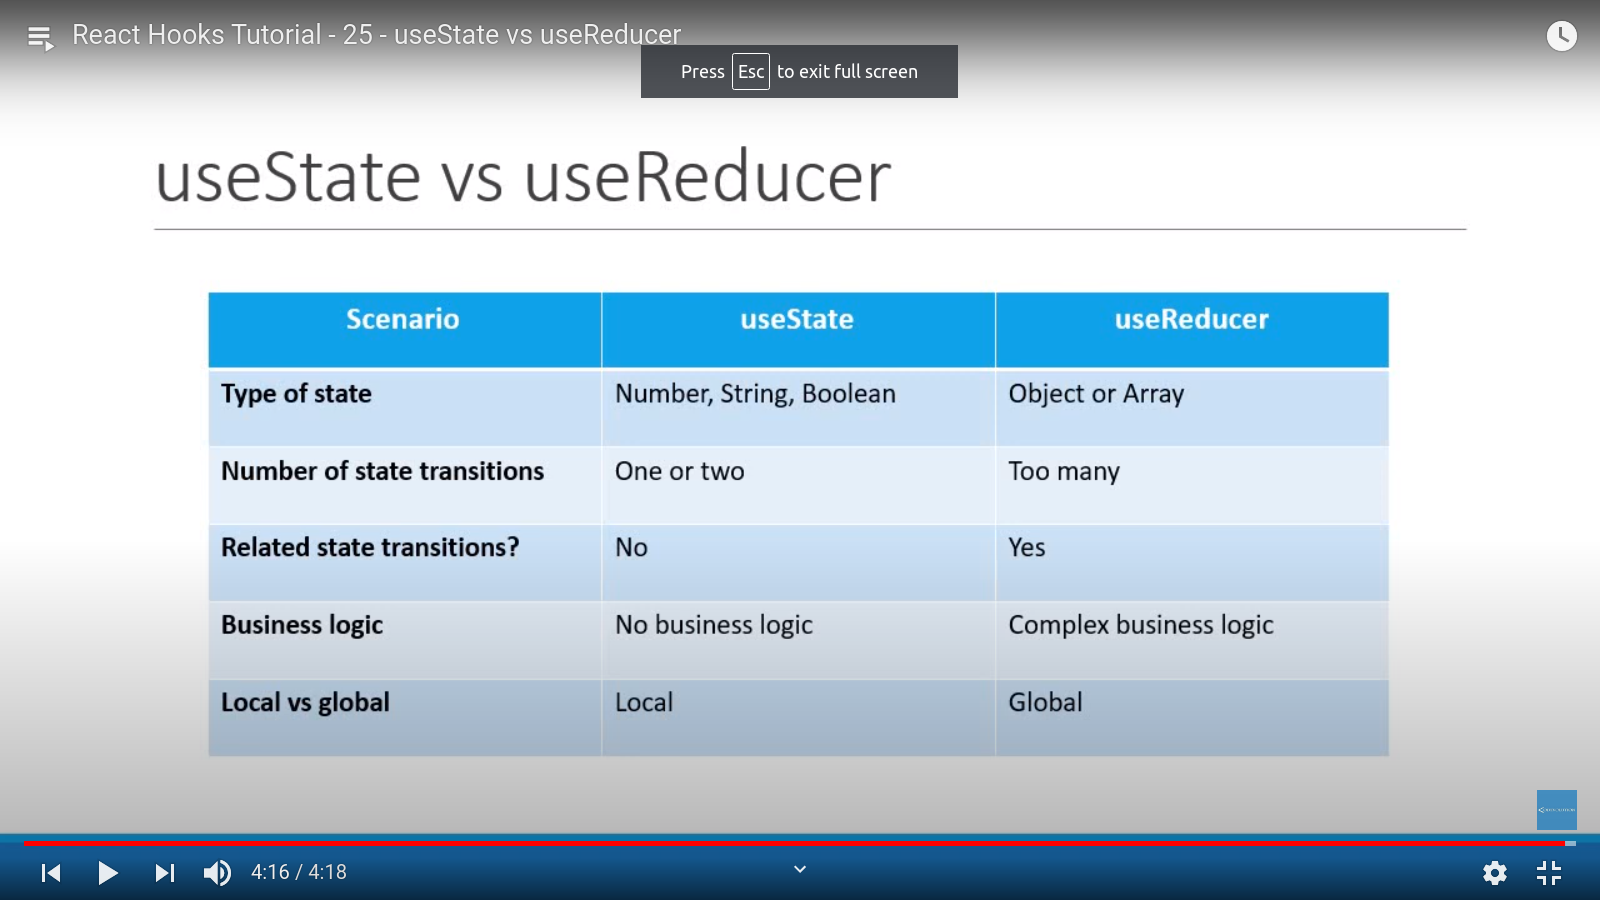 React Hooks Tutorial - 25 - useState vs useReducer
Press Esc to exit full screen
useState vs useReducer
Scenario useState useReducer
Type of state Number, String, Boolean Object or Array
Number of state transitions One or two Too many
Related state transitions? No Yes
Business logic No business logic Complex business logic
Local vs global Local Global
4:16 / 4:18